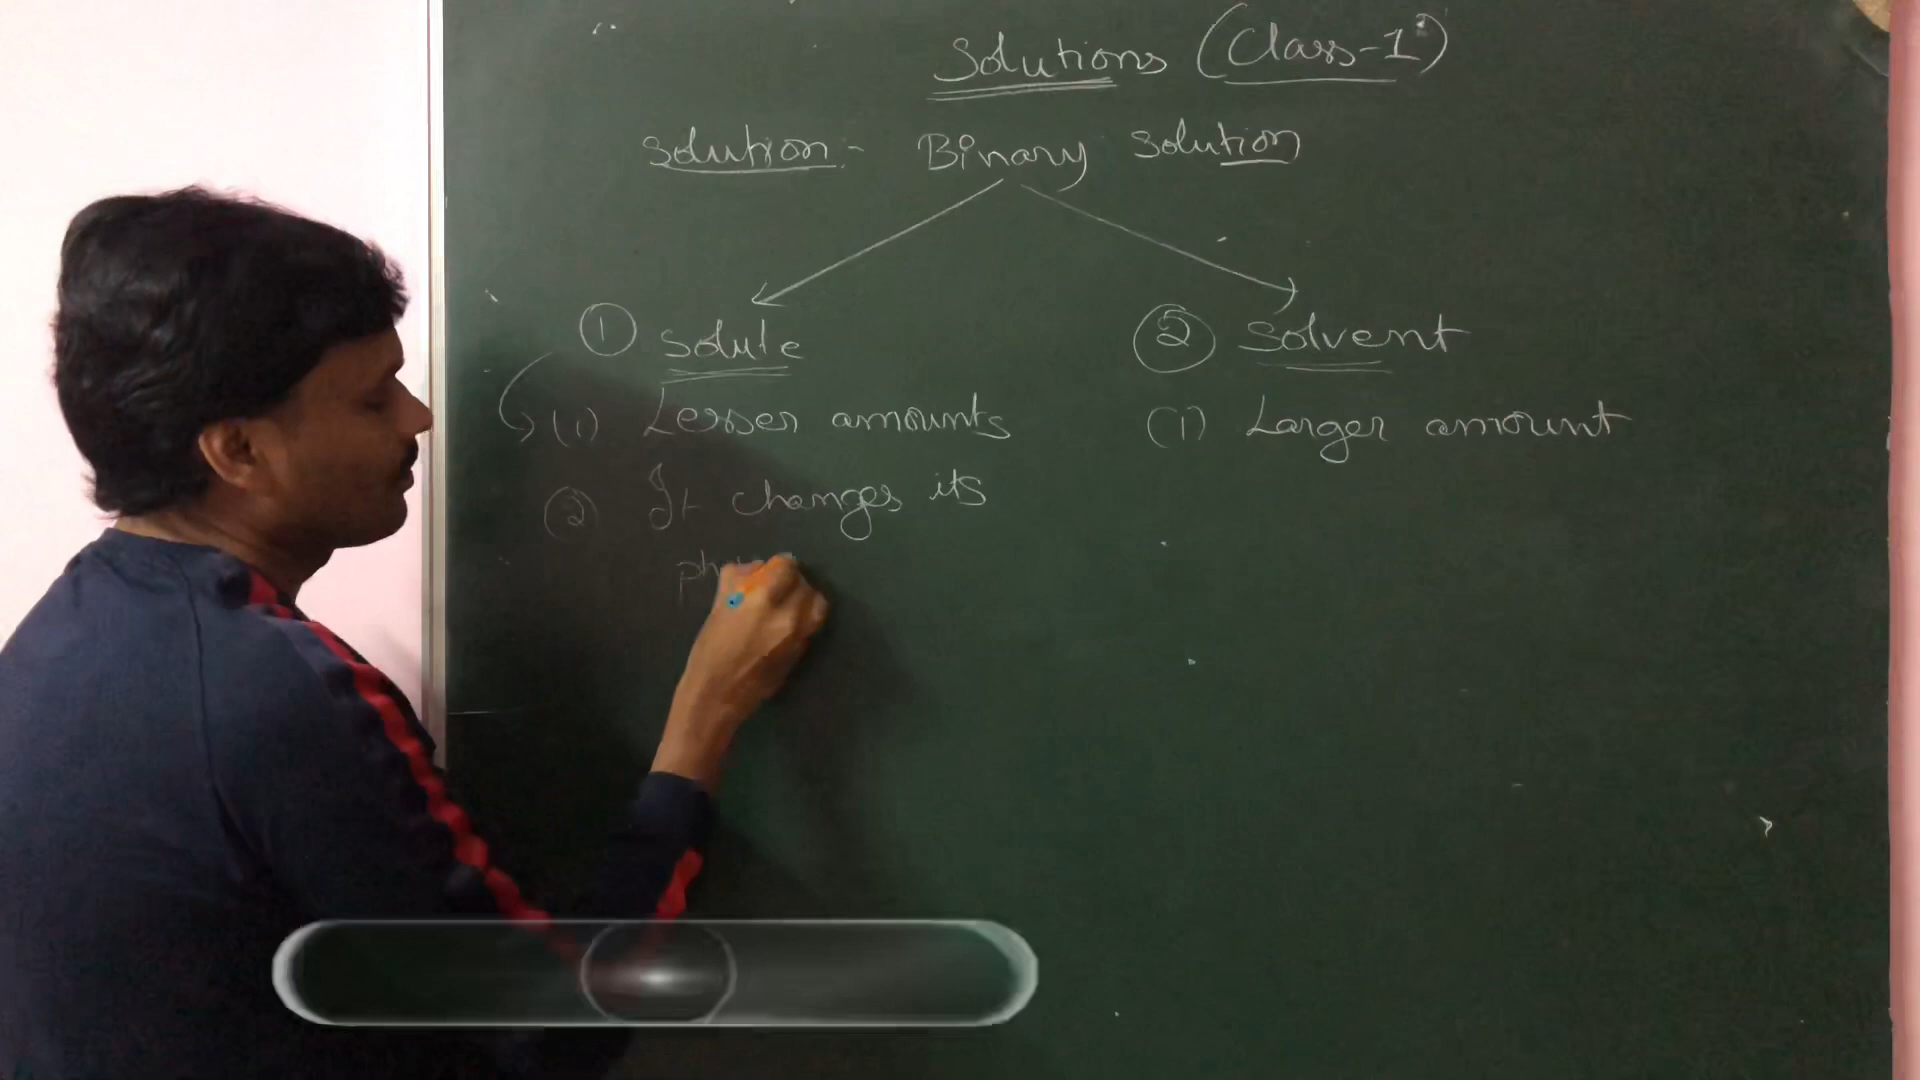 Solutions (Class-1)
Solution:- Binary Solution
① Solute
② Solvent
(1) Lesser amounts
(1) Larger amount
② It changes its